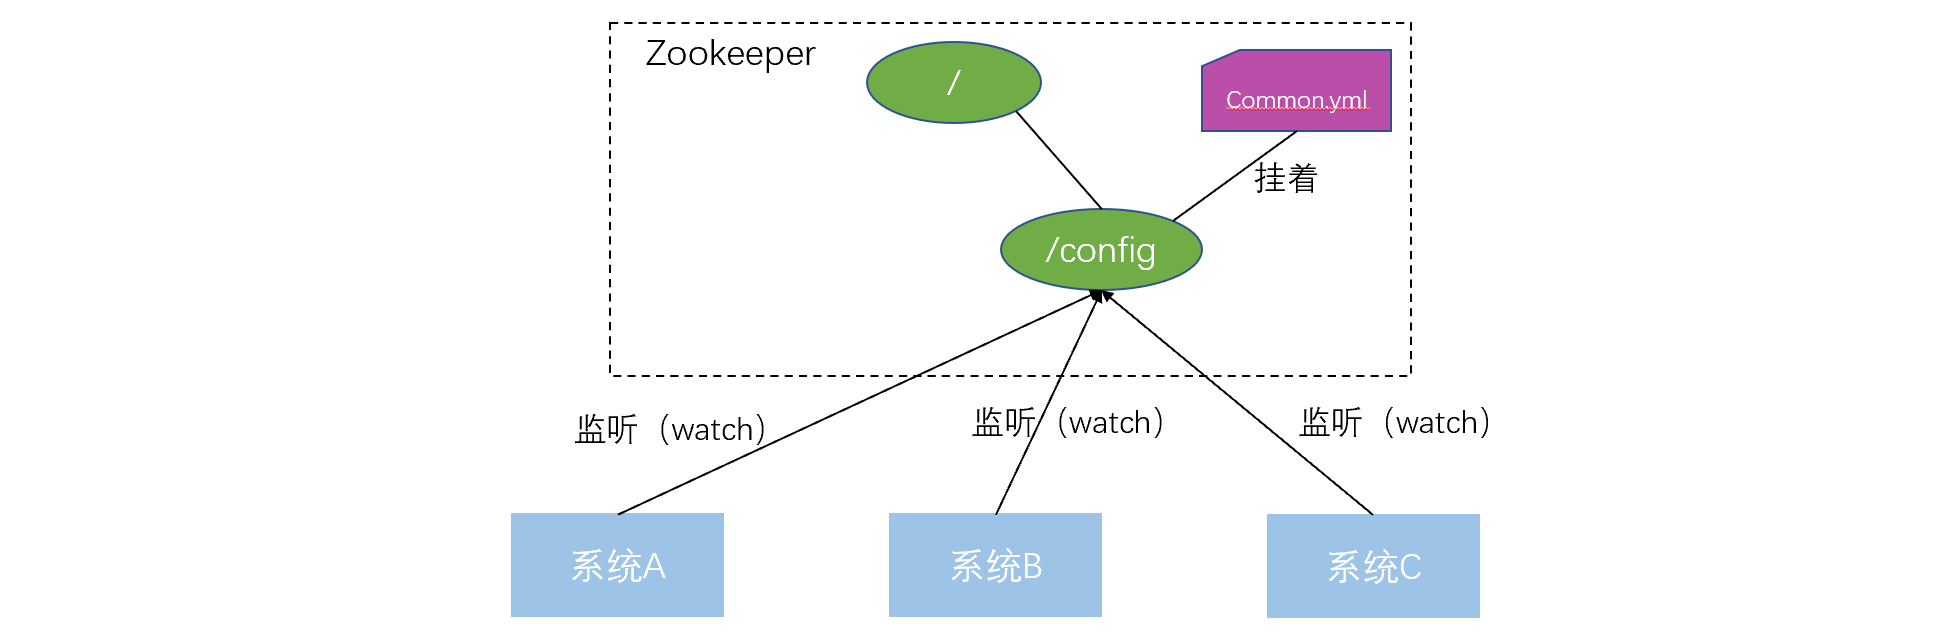 Zookeeper
/
Common.yml
挂着
/config
监听（watch）
监听（watch）
监听（watch）
系统A
系统B
系统C